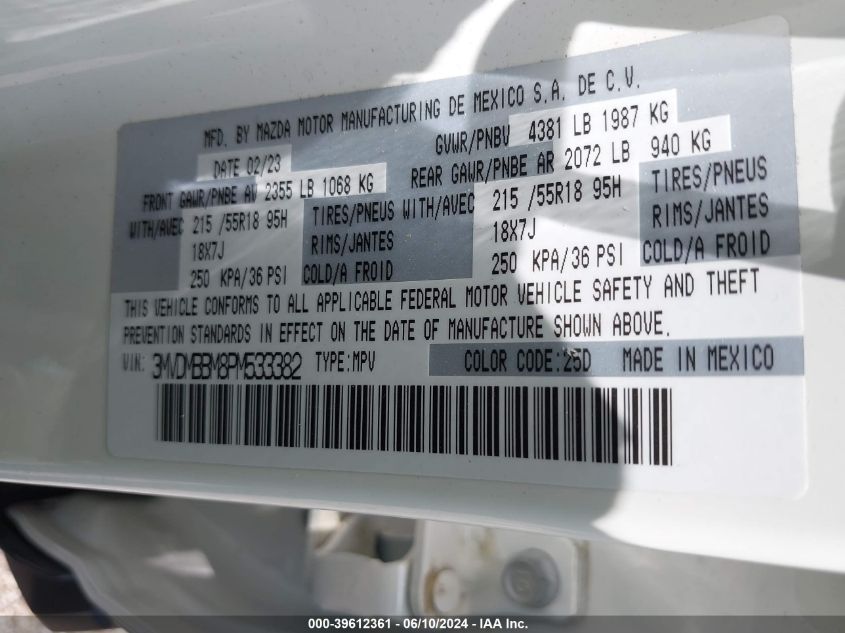 MFD. BY MAZDA MOTOR MANUFACTURING DE MEXICO S.A. DE C.V.
DATE 02/23 GVWR/PNBV 4381 LB 1987 KG
FRONT GAWR/PNBE AV 2355 LB 1068 KG REAR GAWR/PNBE AR 2072 LB 940 KG
WITH/AVEC 215 /55R18 95H TIRES/PNEUS WITH/AVEC 215 /55R18 95H TIRES/PNEUS
18X7J RIMS/JANTES 18X7J RIMS/JANTES
250 KPA/36 PSI COLD/A FROID 250 KPA/36 PSI COLD/A FROID
THIS VEHICLE CONFORMS TO ALL APPLICABLE FEDERAL MOTOR VEHICLE SAFETY AND THEFT
PREVENTION STANDARDS IN EFFECT ON THE DATE OF MANUFACTURE SHOWN ABOVE.
VIN: 3MVDMBBM8PM533382 TYPE:MPV COLOR CODE:25D MADE IN MEXICO
000-39612361 - 06/10/2024 - IAA Inc.